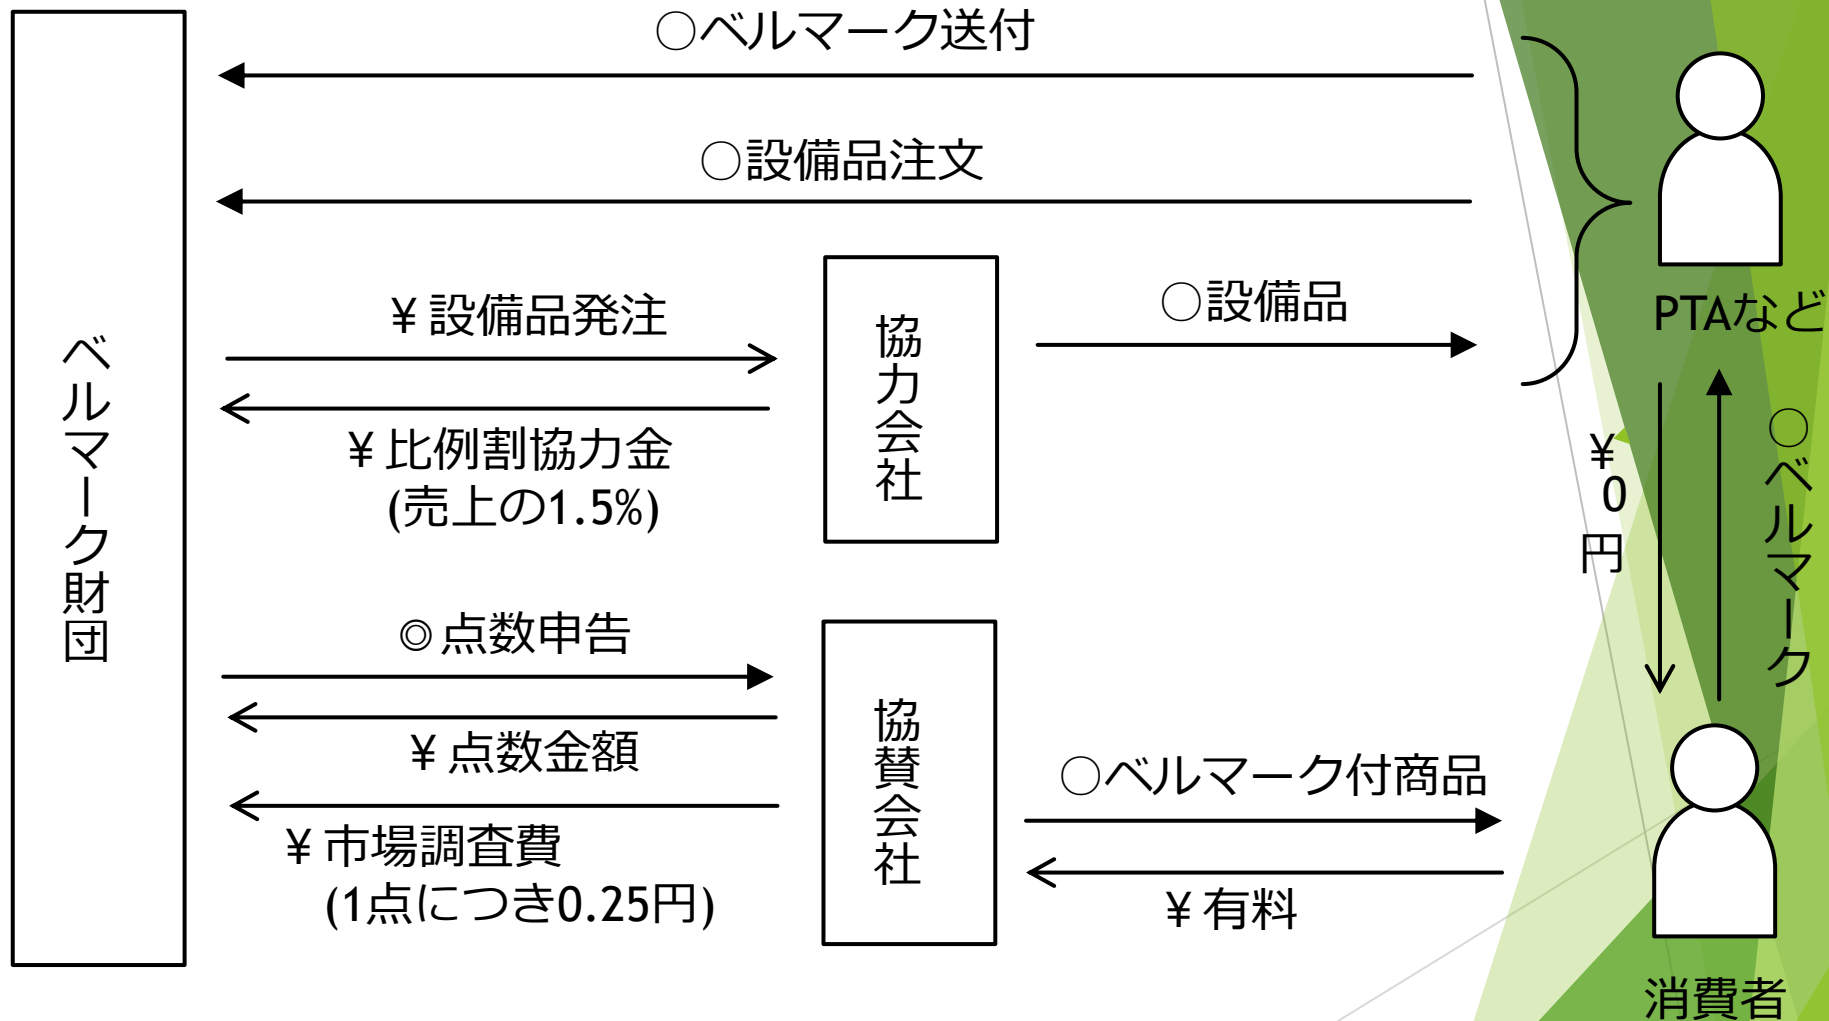 ○ベルマーク送付
○設備品注文
ベルマーク財団
¥設備品発注
協力会社
○設備品
PTAなど
¥比例割協力金
(売上の1.5%)
¥0円
○ベルマーク
◎点数申告
¥点数金額
協賛会社
○ベルマーク付商品
¥市場調査費
(1点につき0.25円)
¥有料
消費者